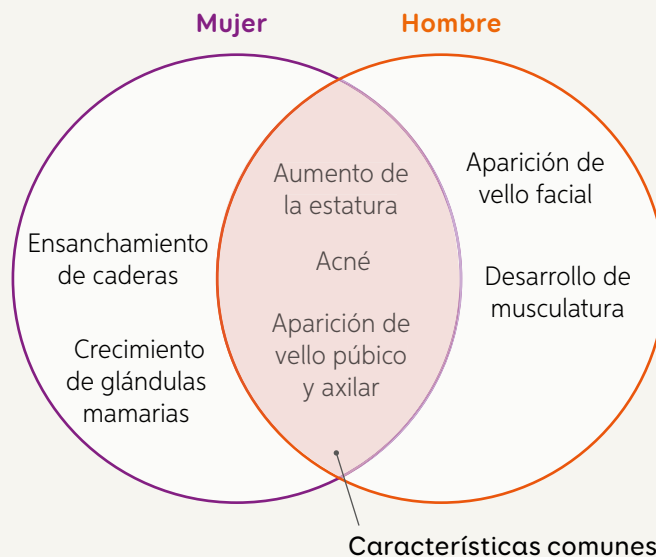 Mujer
Hombre
Ensanchamiento
de caderas
Crecimiento
de glándulas
mamarias
Aumento de
la estatura
Acné
Aparición de
vello púbico
y axilar
Aparición de
vello facial
Desarrollo de
musculatura
Características comunes